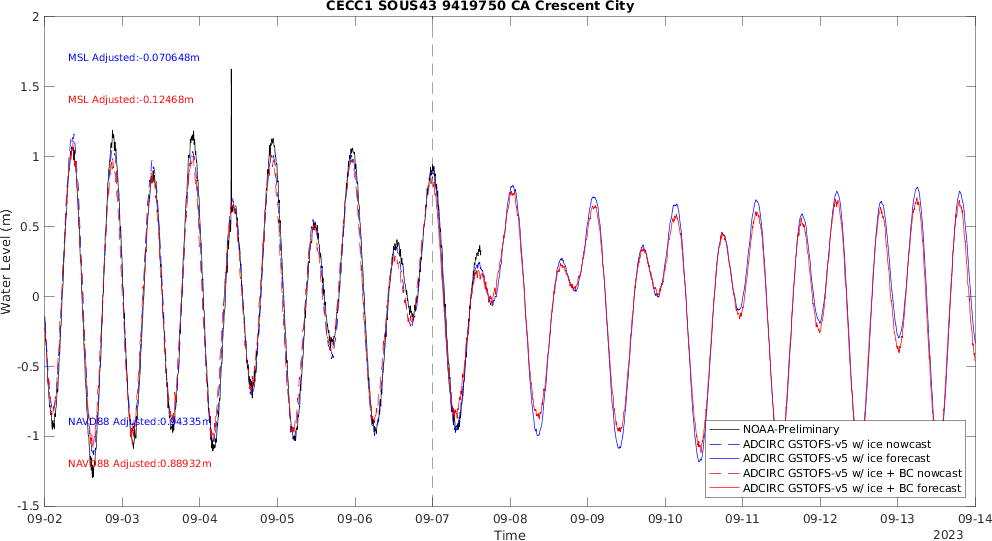 CECC1 SOUS43 9419750 CA Crescent City
2
1.5
1
0.5
0
-0.5
-1
-1.5
Water Level (m)
MSL Adjusted:-0.070648m
MSL Adjusted:-0.12468m
NAVD88 Adjusted:0.94335m
NAVD88 Adjusted:0.88932m
NOAA-Preliminary
ADCIRC GSTOFS-v5 w/ ice nowcast
ADCIRC GSTOFS-v5 w/ ice forecast
ADCIRC GSTOFS-v5 w/ ice + BC nowcast
ADCIRC GSTOFS-v5 w/ ice + BC forecast
09-02 09-03 09-04 09-05 09-06 09-07 09-08 09-09 09-10 09-11 09-12 09-13 09-14
Time
2023